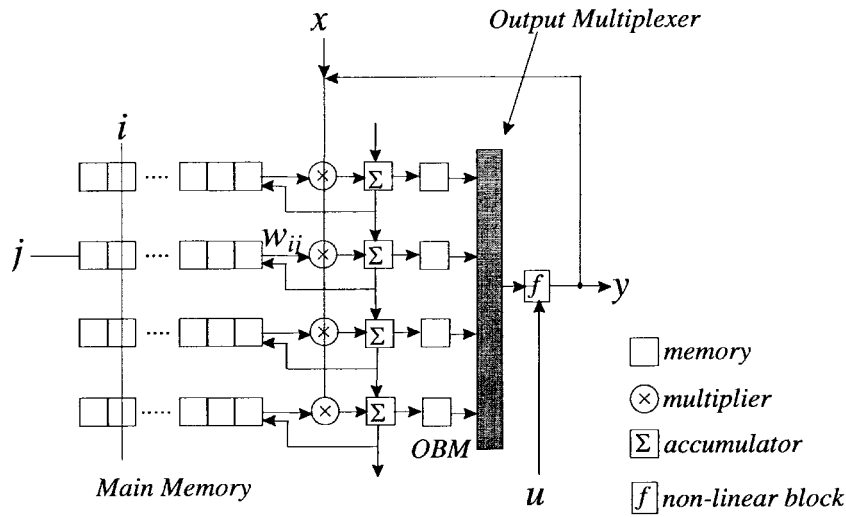 Output Multiplexer
x
i
Σ
j
w_ij
Σ
f
y
Σ
Σ
OBM
Main Memory
u
memory
× multiplier
Σ accumulator
f non-linear block